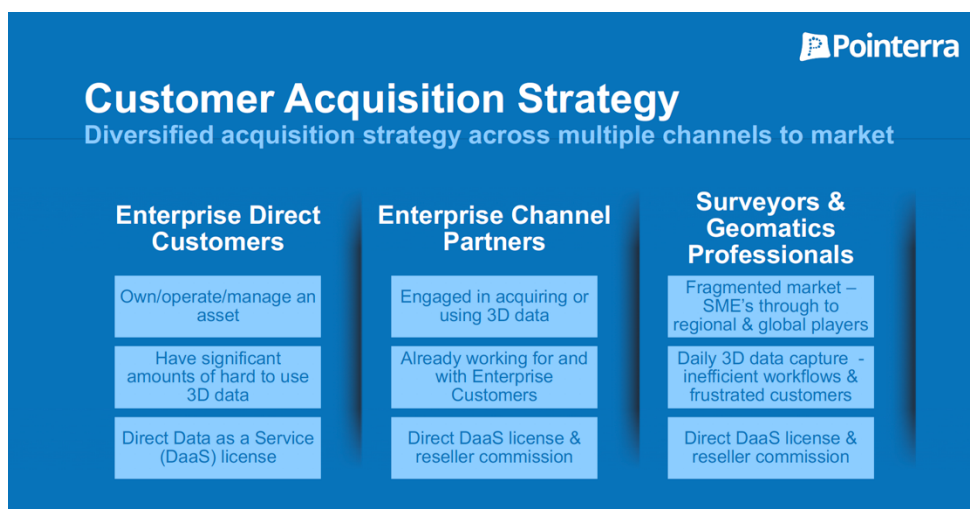 Pointerra
Customer Acquisition Strategy
Diversified acquisition strategy across multiple channels to market
Enterprise Direct
Customers
Own/operate/manage an
asset
Have significant
amounts of hard to use
3D data
Direct Data as a Service
(DaaS) license
Enterprise Channel
Partners
Engaged in acquiring or
using 3D data
Already working for and
with Enterprise
Customers
Direct DaaS license &
reseller commission
Surveyors &
Geomatics
Professionals
Fragmented market –
SME's through to
regional & global players
Daily 3D data capture  -
inefficient workflows &
frustrated customers
Direct DaaS license &
reseller commission